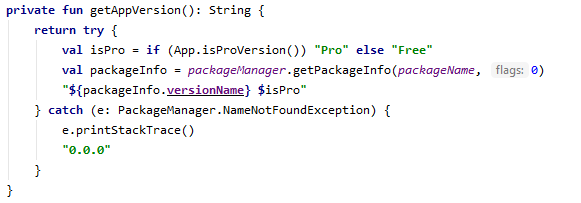 private fun getAppVersion(): String {
    return try {
        val isPro = if (App.isProVersion()) "Pro" else "Free"
        val packageInfo = packageManager.getPackageInfo(packageName, flags: 0)
        "${packageInfo.versionName} $isPro"
    } catch (e: PackageManager.NameNotFoundException) {
        e.printStackTrace()
        "0.0.0"
    }
}